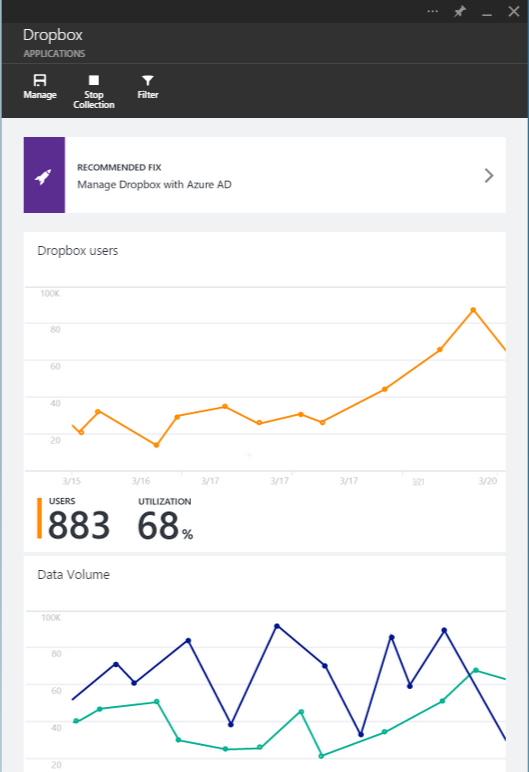 Dropbox
APPLICATIONS
Manage
Stop
Collection
Filter
RECOMMENDED FIX
Manage Dropbox with Azure AD
Dropbox users
100K
80
60
40
20
3/15 3/16 3/17 3/17 3/17 3/21 3/20
USERS UTILIZATION
883 68%
Data Volume
100K
80
60
40
20